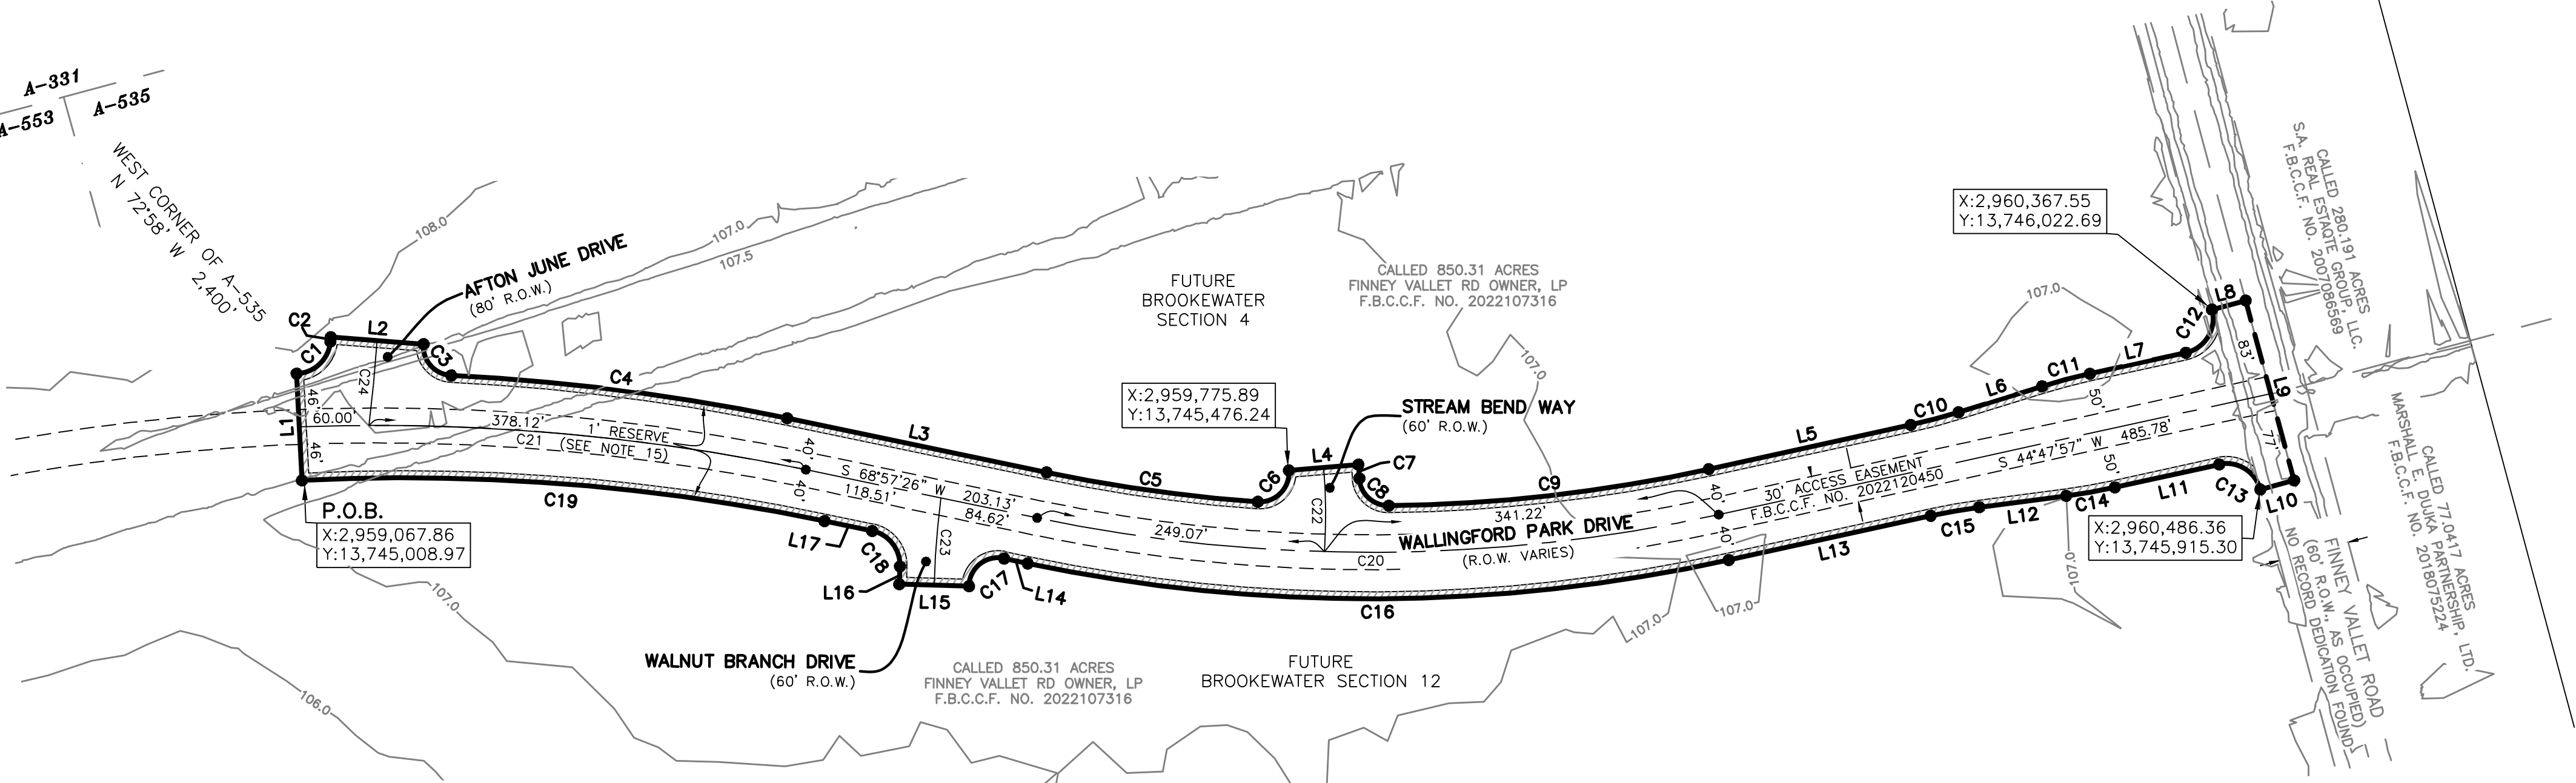 A-331
A-553
A-535
WEST CORNER OF A-535
N 72°58' W 2,400'
108.0
107.0
107.5
AFTON JUNE DRIVE
(80' R.O.W.)
C2
L2
C1
C3
C24
46'
60.00'
L1
46'
C4
378.12'
C21
1' RESERVE
(SEE NOTE 15)
40'
40'
L3
S 68°57'26" W 203.13'
118.51'
84.62'
C19
P.O.B.
X:2,959,067.86
Y:13,745,008.97
L17
C18
L16
L15
C23
C17
L14
WALNUT BRANCH DRIVE
(60' R.O.W.)
107.0
106.0
FUTURE
BROOKEWATER
SECTION 4
CALLED 850.31 ACRES
FINNEY VALLET RD OWNER, LP
F.B.C.C.F. NO. 2022107316
107.0
X:2,959,775.89
Y:13,745,476.24
STREAM BEND WAY
(60' R.O.W.)
C5
C6
L4
C7
C8
C22
249.07'
C9
341.22'
WALLINGFORD PARK DRIVE
(R.O.W. VARIES)
C20
C16
40'
40'
CALLED 850.31 ACRES
FINNEY VALLET RD OWNER, LP
F.B.C.C.F. NO. 2022107316
FUTURE
BROOKEWATER SECTION 12
107.0
107.0
L5
C10
L6
C11
L7
C12
L8
107.0
50'
30' ACCESS EASEMENT
F.B.C.C.F. NO. 2022120450
S 44°47'57" W 485.78'
50'
L13
C15
L12
C14
L11
C13
L10
107.0
83'
L9
77'
X:2,960,367.55
Y:13,746,022.69
X:2,960,486.36
Y:13,745,915.30
CALLED 280.191 ACRES
S.A. REAL ESTAQTE GROUP, LLC.
F.B.C.C.F. NO. 2007086569
CALLED 77.0417 ACRES
MARSHALL E. DUJKA PARTNERSHIP, LTD.
F.B.C.C.F. NO. 2018075224
FINNEY VALLET ROAD
(60' R.O.W., AS OCCUPIED)
NO RECORD DEDICATION FOUND